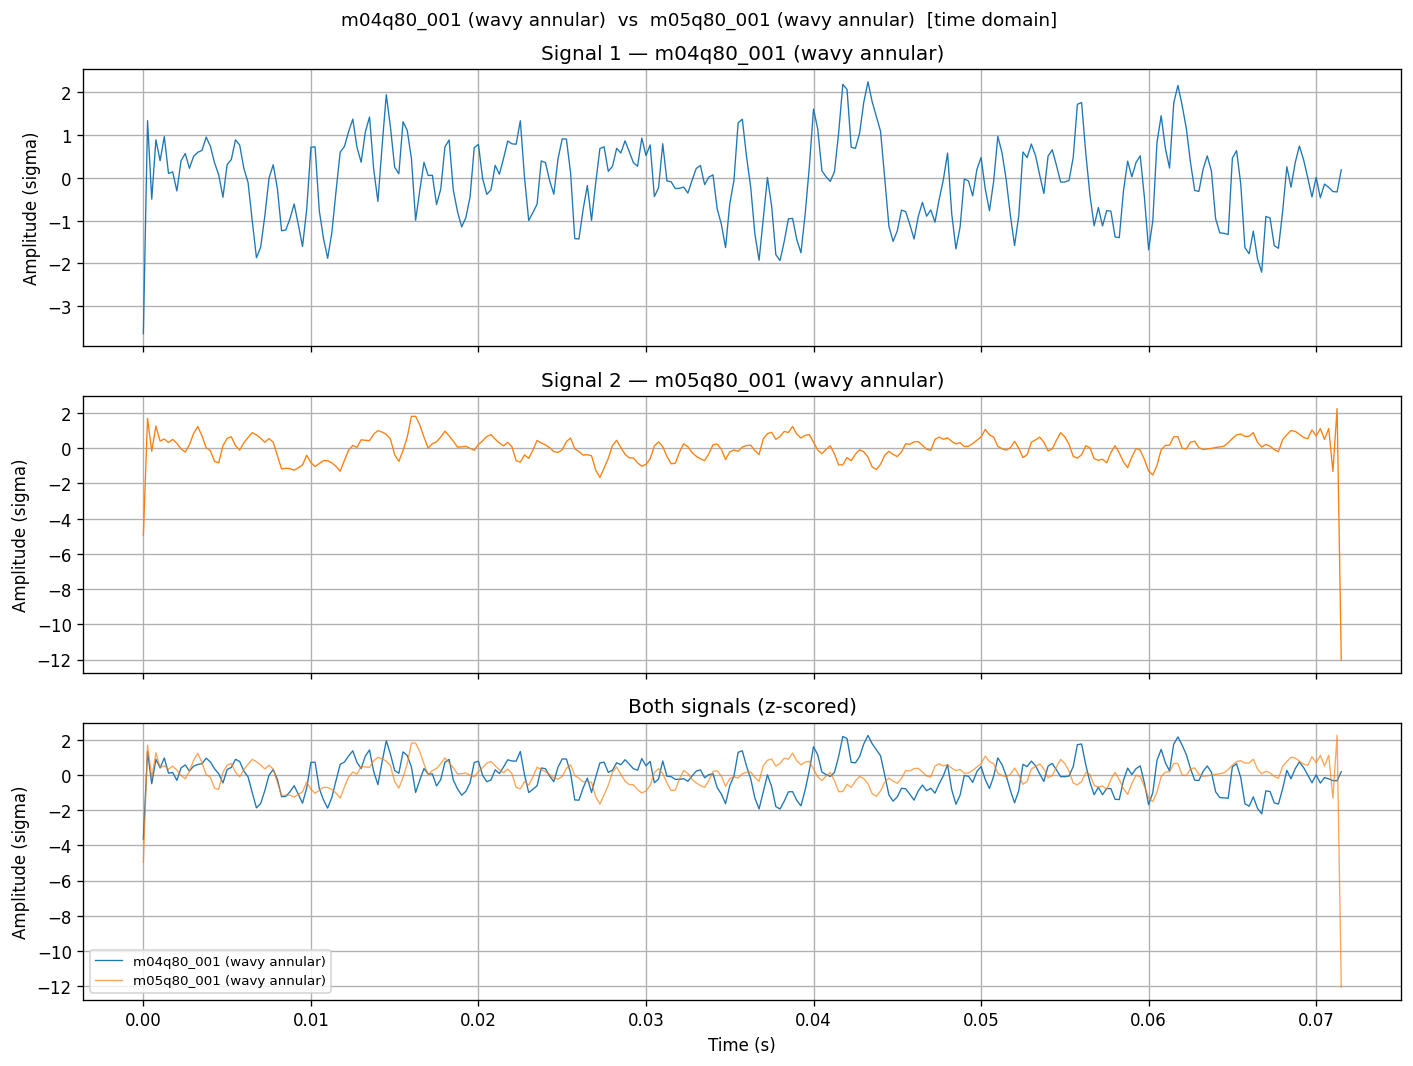 m04q80_001 (wavy annular)  vs  m05q80_001 (wavy annular)  [time domain]
Signal 1 — m04q80_001 (wavy annular)
Amplitude (sigma)
2
1
0
−1
−2
−3
Signal 2 — m05q80_001 (wavy annular)
Amplitude (sigma)
2
0
−2
−4
−6
−8
−10
−12
Both signals (z-scored)
Amplitude (sigma)
2
0
−2
−4
−6
−8
−10
−12
m04q80_001 (wavy annular)
m05q80_001 (wavy annular)
0.00 0.01 0.02 0.03 0.04 0.05 0.06 0.07
Time (s)